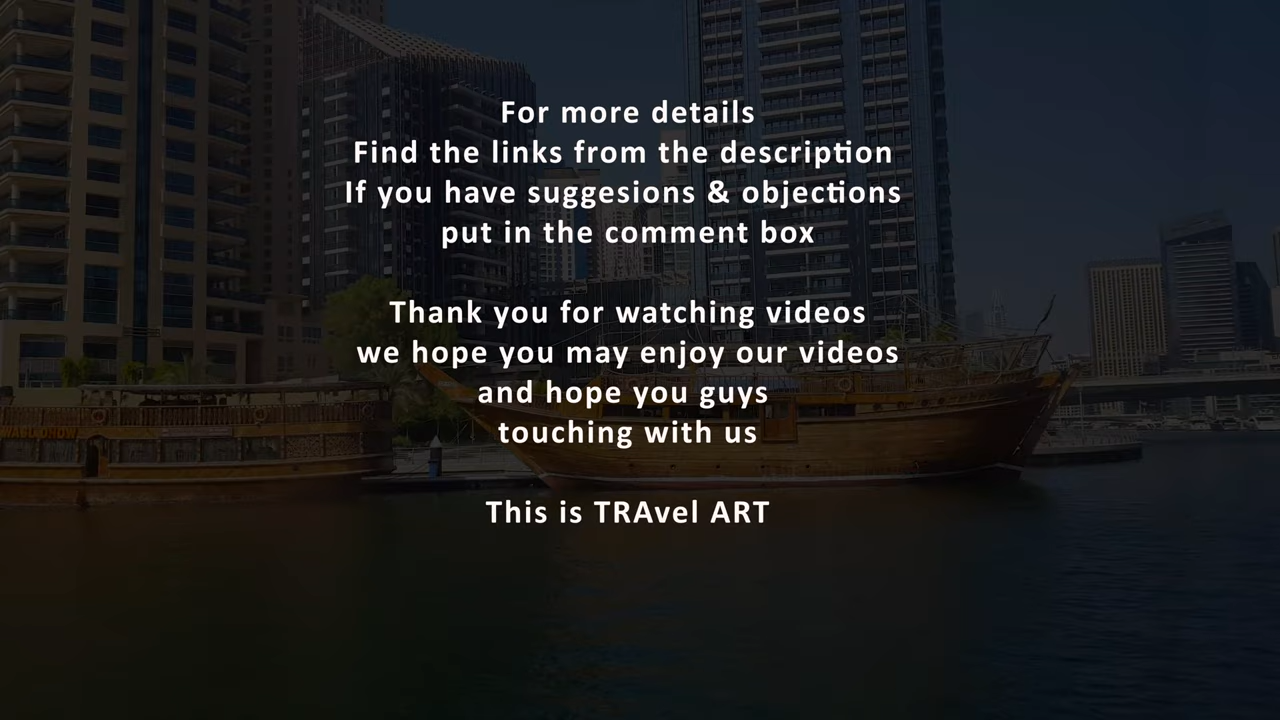 For more details
Find the links from the description
If you have suggesions & objections
put in the comment box
Thank you for watching videos
we hope you may enjoy our videos
and hope you guys
touching with us
This is TRAvel ART
DHOW